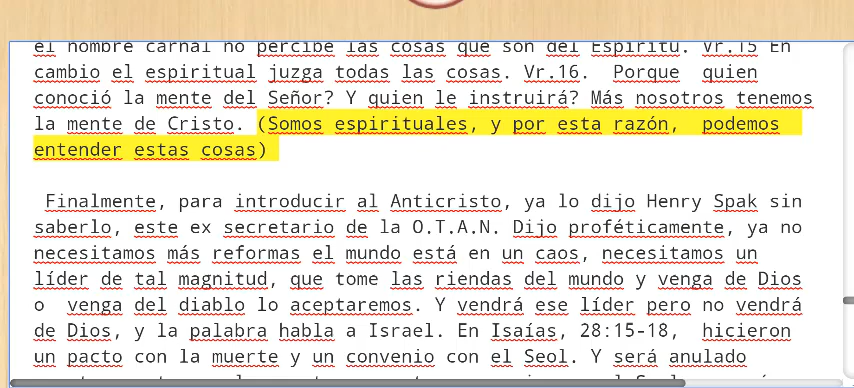 el hombre carnal no percibe las cosas que son del Espíritu. Vr.15 En
cambio el espiritual juzga todas las cosas. Vr.16.  Porque  quien
conoció la mente del Señor? Y quien le instruirá? Más nosotros tenemos
la mente de Cristo. (Somos espirituales, y por esta razón,  podemos
entender estas cosas)
Finalmente, para introducir al Anticristo, ya lo dijo Henry Spak sin
saberlo, este ex secretario de la O.T.A.N. Dijo proféticamente, ya no
necesitamos más reformas el mundo está en un caos, necesitamos un
líder de tal magnitud, que tome las riendas del mundo y venga de Dios
o  venga del diablo lo aceptaremos. Y vendrá ese líder pero no vendrá
de Dios, y la palabra habla a Israel. En Isaías, 28:15-18,  hicieron
un pacto con la muerte y un convenio con el Seol. Y será anulado